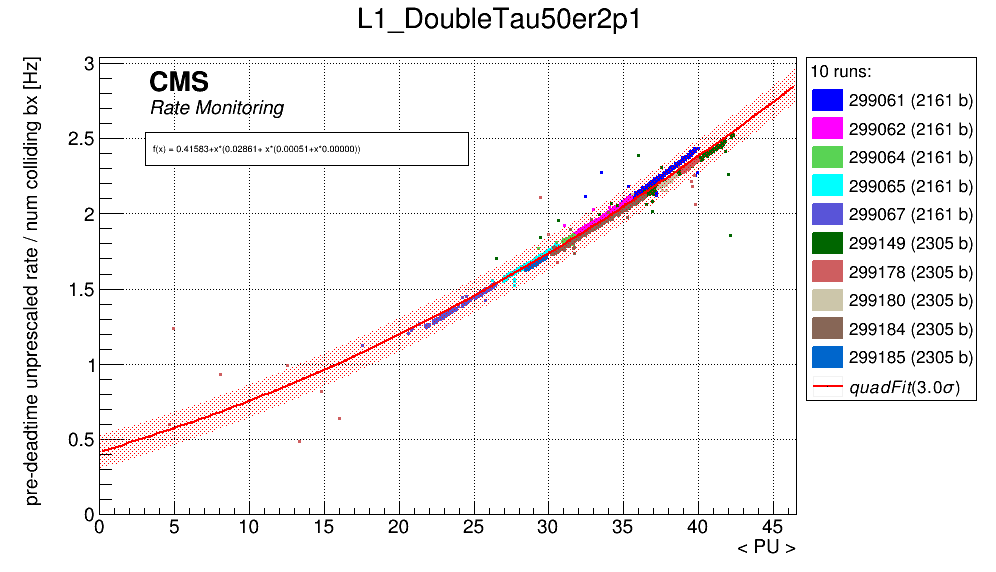 L1_DoubleTau50er2p1
pre-deadtime unprescaled rate / num colliding bx [Hz]
CMS
Rate Monitoring
f(x) = 0.41583+x*(0.02861+ x*(0.00051+x*0.00000))
3
2.5
2
1.5
1
0.5
0
0 5 10 15 20 25 30 35 40 45
< PU >
10 runs:
299061 (2161 b)
299062 (2161 b)
299064 (2161 b)
299065 (2161 b)
299067 (2161 b)
299149 (2305 b)
299178 (2305 b)
299180 (2305 b)
299184 (2305 b)
299185 (2305 b)
quadFit(3.0σ)